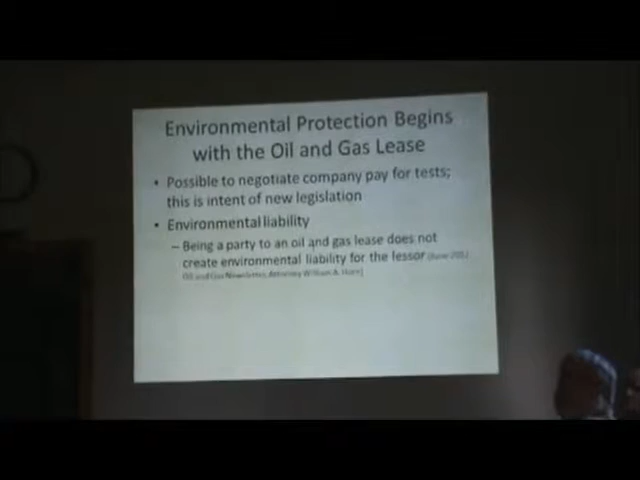 Environmental Protection Begins
with the Oil and Gas Lease
• Possible to negotiate company pay for tests;
this is intent of new legislation
• Environmental liability
– Being a party to an oil and gas lease does not
create environmental liability for the lessor
Oil and Gas Newsletter, Attorney William A.